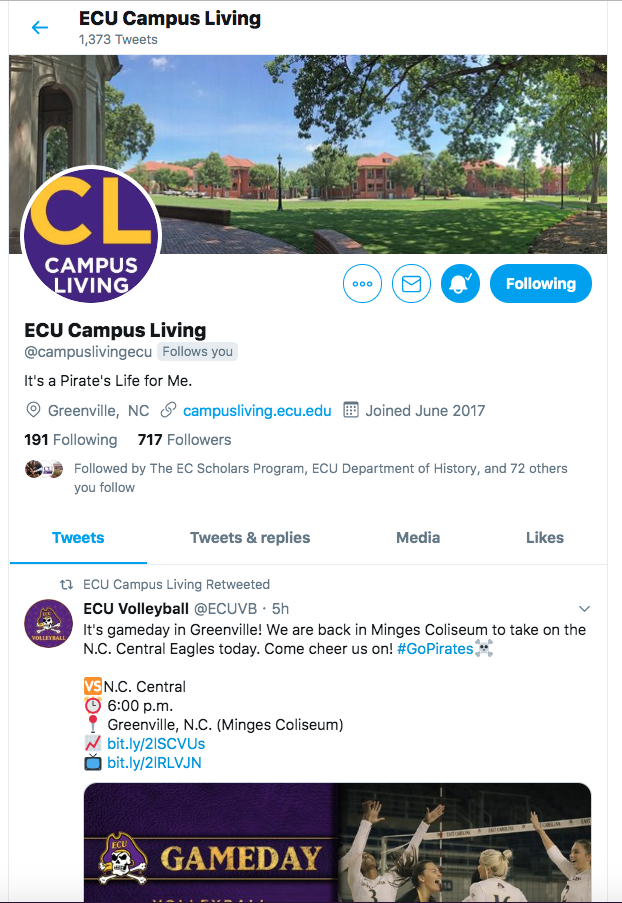 ECU Campus Living
1,373 Tweets
CL
CAMPUS
LIVING
Following
ECU Campus Living
@campuslivingecu Follows you
It's a Pirate's Life for Me.
Greenville, NC campusliving.ecu.edu Joined June 2017
191 Following 717 Followers
Followed by The EC Scholars Program, ECU Department of History, and 72 others
you follow
Tweets Tweets & replies Media Likes
ECU Campus Living Retweeted
ECU Volleyball @ECUVB · 5h
It's gameday in Greenville! We are back in Minges Coliseum to take on the
N.C. Central Eagles today. Come cheer us on! #GoPirates☠️
ECU
VOLLEYBALL
🆚N.C. Central
⏰ 6:00 p.m.
📍 Greenville, N.C. (Minges Coliseum)
📈 bit.ly/2lSCVUs
📺 bit.ly/2lRLVJN
ECU
GAMEDAY
VOLLEYBALL
EAST CAROLINA